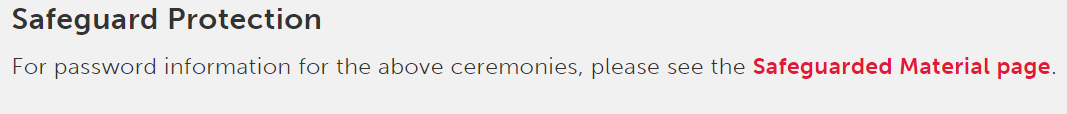 Safeguard Protection
For password information for the above ceremonies, please see the Safeguarded Material page.